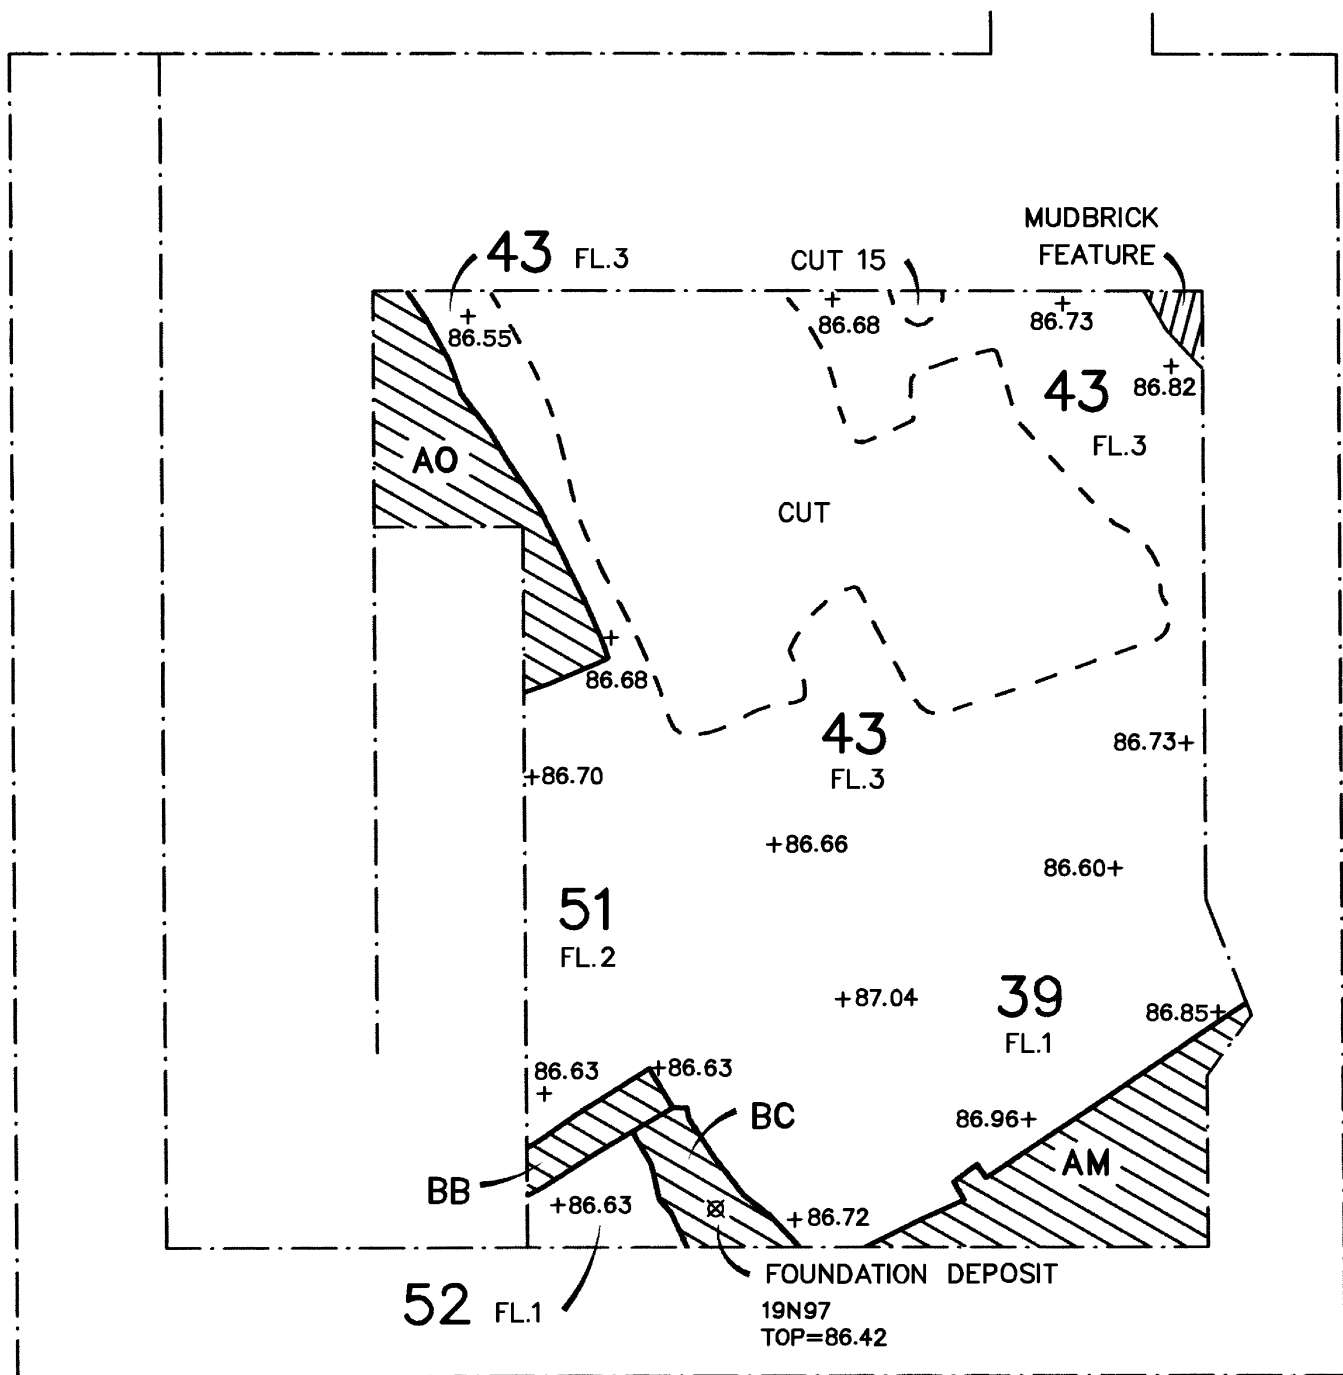 MUDBRICK
FEATURE
43 FL.3
CUT 15
+
86.55
+
86.68
+
86.73
+
86.82
43
FL.3
AO
CUT
+
86.68
43
FL.3
86.73+
+86.70
+86.66
86.60+
51
FL.2
+87.04
39
FL.1
86.85+
86.63
+
+86.63
BC
86.96+
AM
BB
+86.63
+86.72
52 FL.1
FOUNDATION DEPOSIT
19N97
TOP=86.42